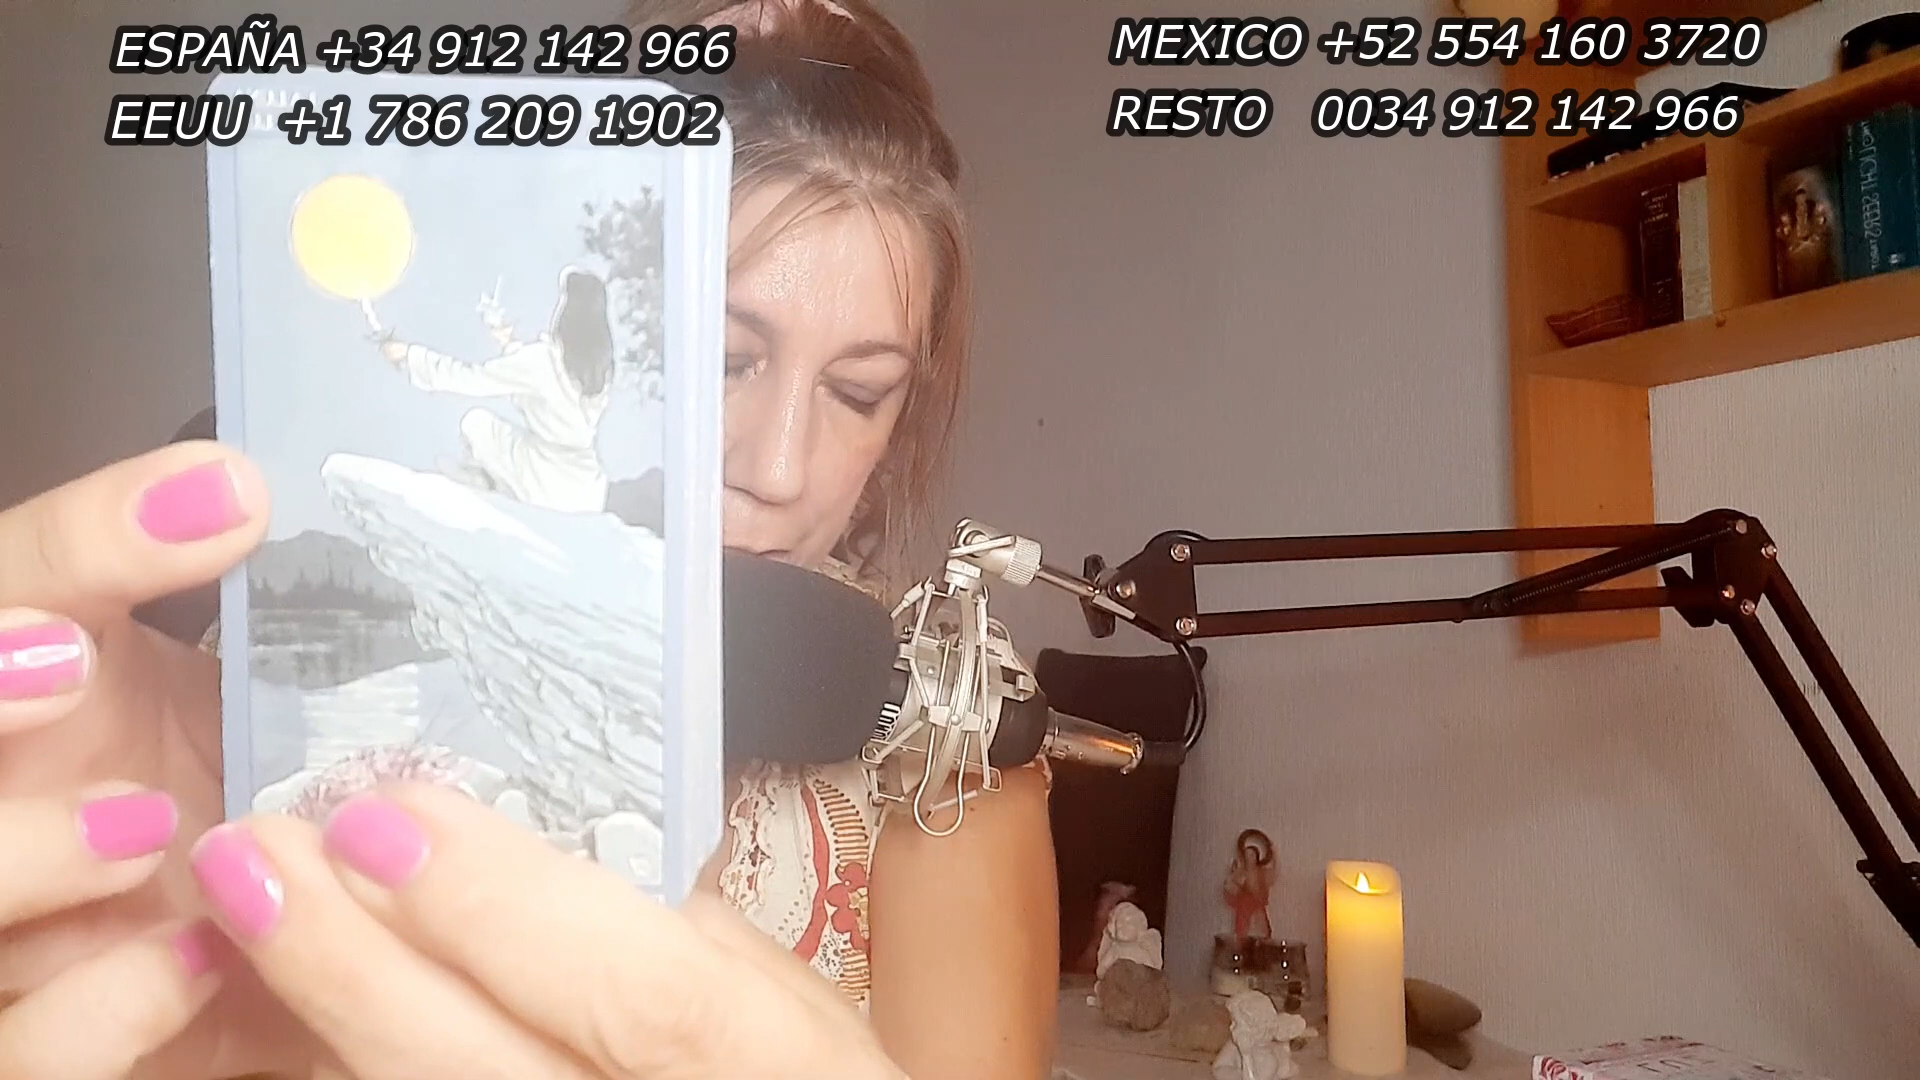 ESPAÑA +34 912 142 966
EEUU +1 786 209 1902
MEXICO +52 554 160 3720
RESTO 0034 912 142 966